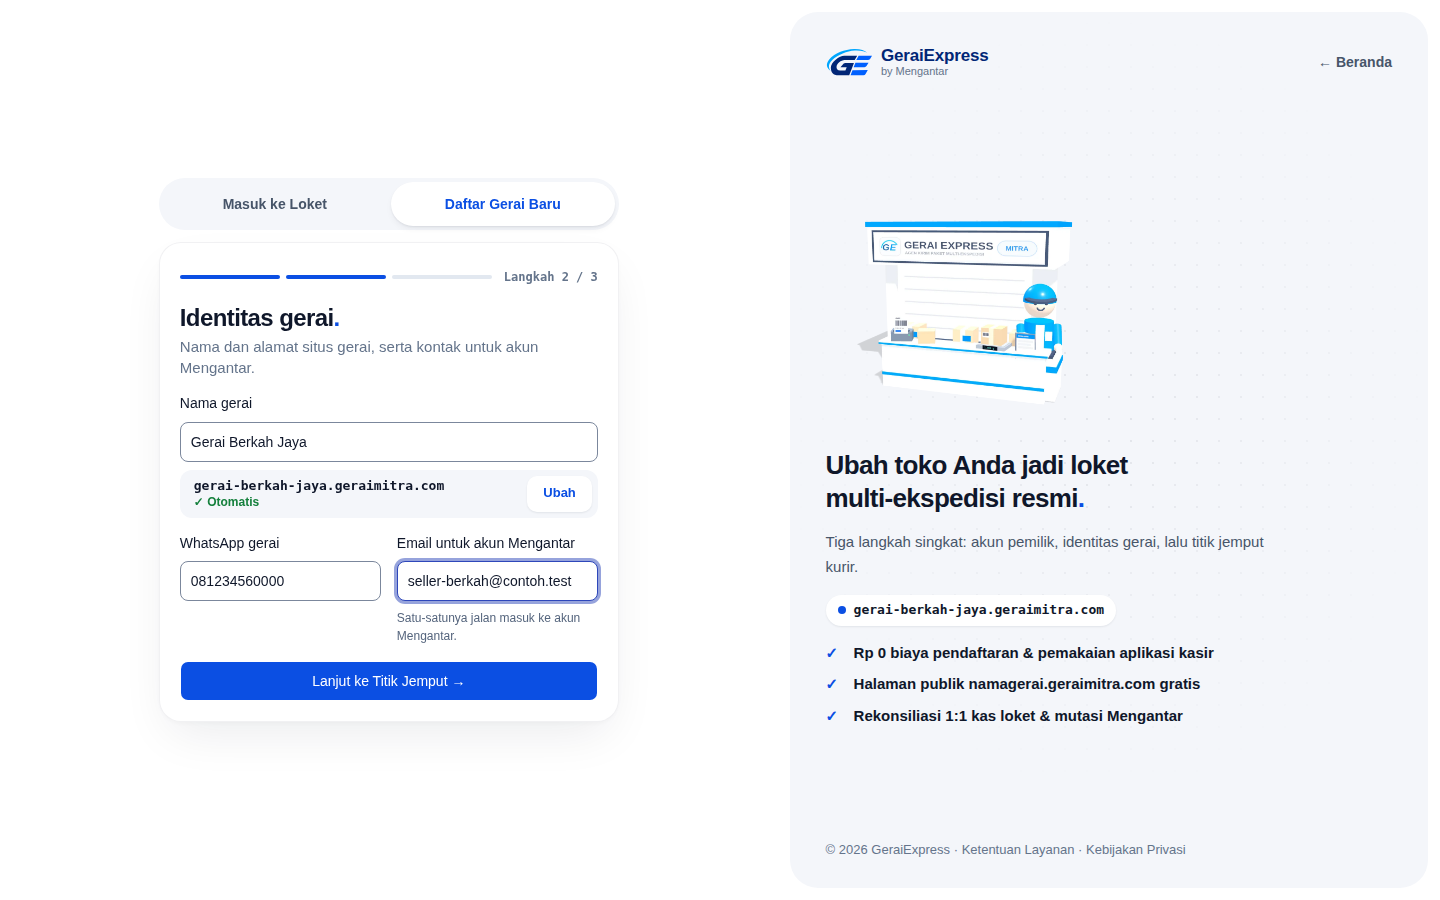 Masuk ke Loket
Daftar Gerai Baru
Langkah 2 / 3
Identitas gerai.
Nama dan alamat situs gerai, serta kontak untuk akun
Mengantar.
Nama gerai
Gerai Berkah Jaya
gerai-berkah-jaya.geraimitra.com
✓ Otomatis
Ubah
WhatsApp gerai
Email untuk akun Mengantar
081234560000
seller-berkah@contoh.test
Satu-satunya jalan masuk ke akun
Mengantar.
Lanjut ke Titik Jemput →
GE
GeraiExpress
by Mengantar
← Beranda
GE
GERAI EXPRESS
MITRA
Ubah toko Anda jadi loket
multi-ekspedisi resmi.
Tiga langkah singkat: akun pemilik, identitas gerai, lalu titik jemput
kurir.
gerai-berkah-jaya.geraimitra.com
✓ Rp 0 biaya pendaftaran & pemakaian aplikasi kasir
✓ Halaman publik namagerai.geraimitra.com gratis
✓ Rekonsiliasi 1:1 kas loket & mutasi Mengantar
© 2026 GeraiExpress · Ketentuan Layanan · Kebijakan Privasi